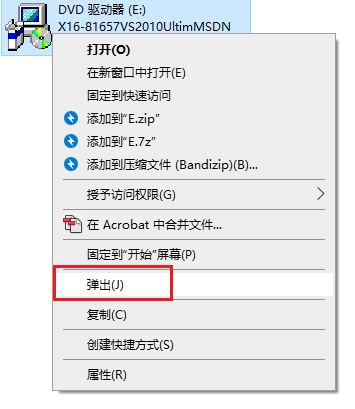 DVD 驱动器 (E:)
X16-81657VS2010UltimMSDN
打开(O)
在新窗口中打开(E)
固定到快速访问
添加到"E.zip"
添加到"E.7z"
添加到压缩文件 (Bandizip)(B)...
授予访问权限(G)
在 Acrobat 中合并文件...
固定到"开始"屏幕(P)
弹出(J)
复制(C)
创建快捷方式(S)
属性(R)